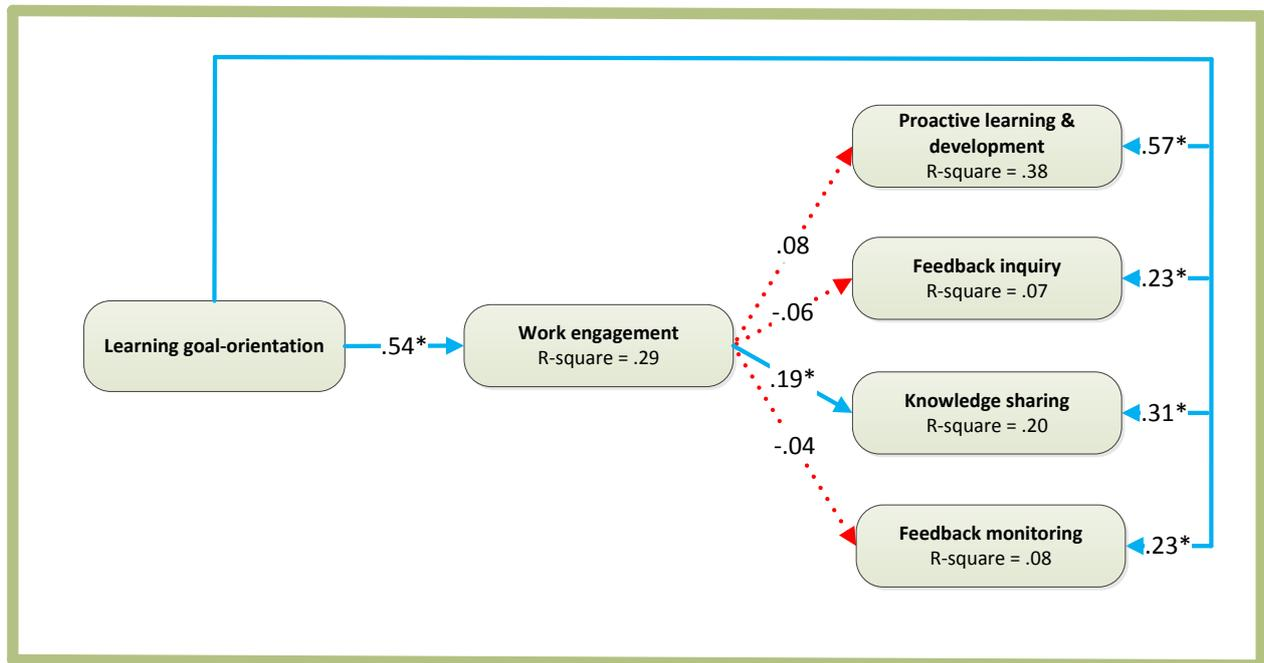 Proactive learning &
development
R-square = .38
.57*
.08
Feedback inquiry
R-square = .07
.23*
-.06
Learning goal-orientation
.54*
Work engagement
R-square = .29
.19*
Knowledge sharing
R-square = .20
.31*
-.04
Feedback monitoring
R-square = .08
.23*